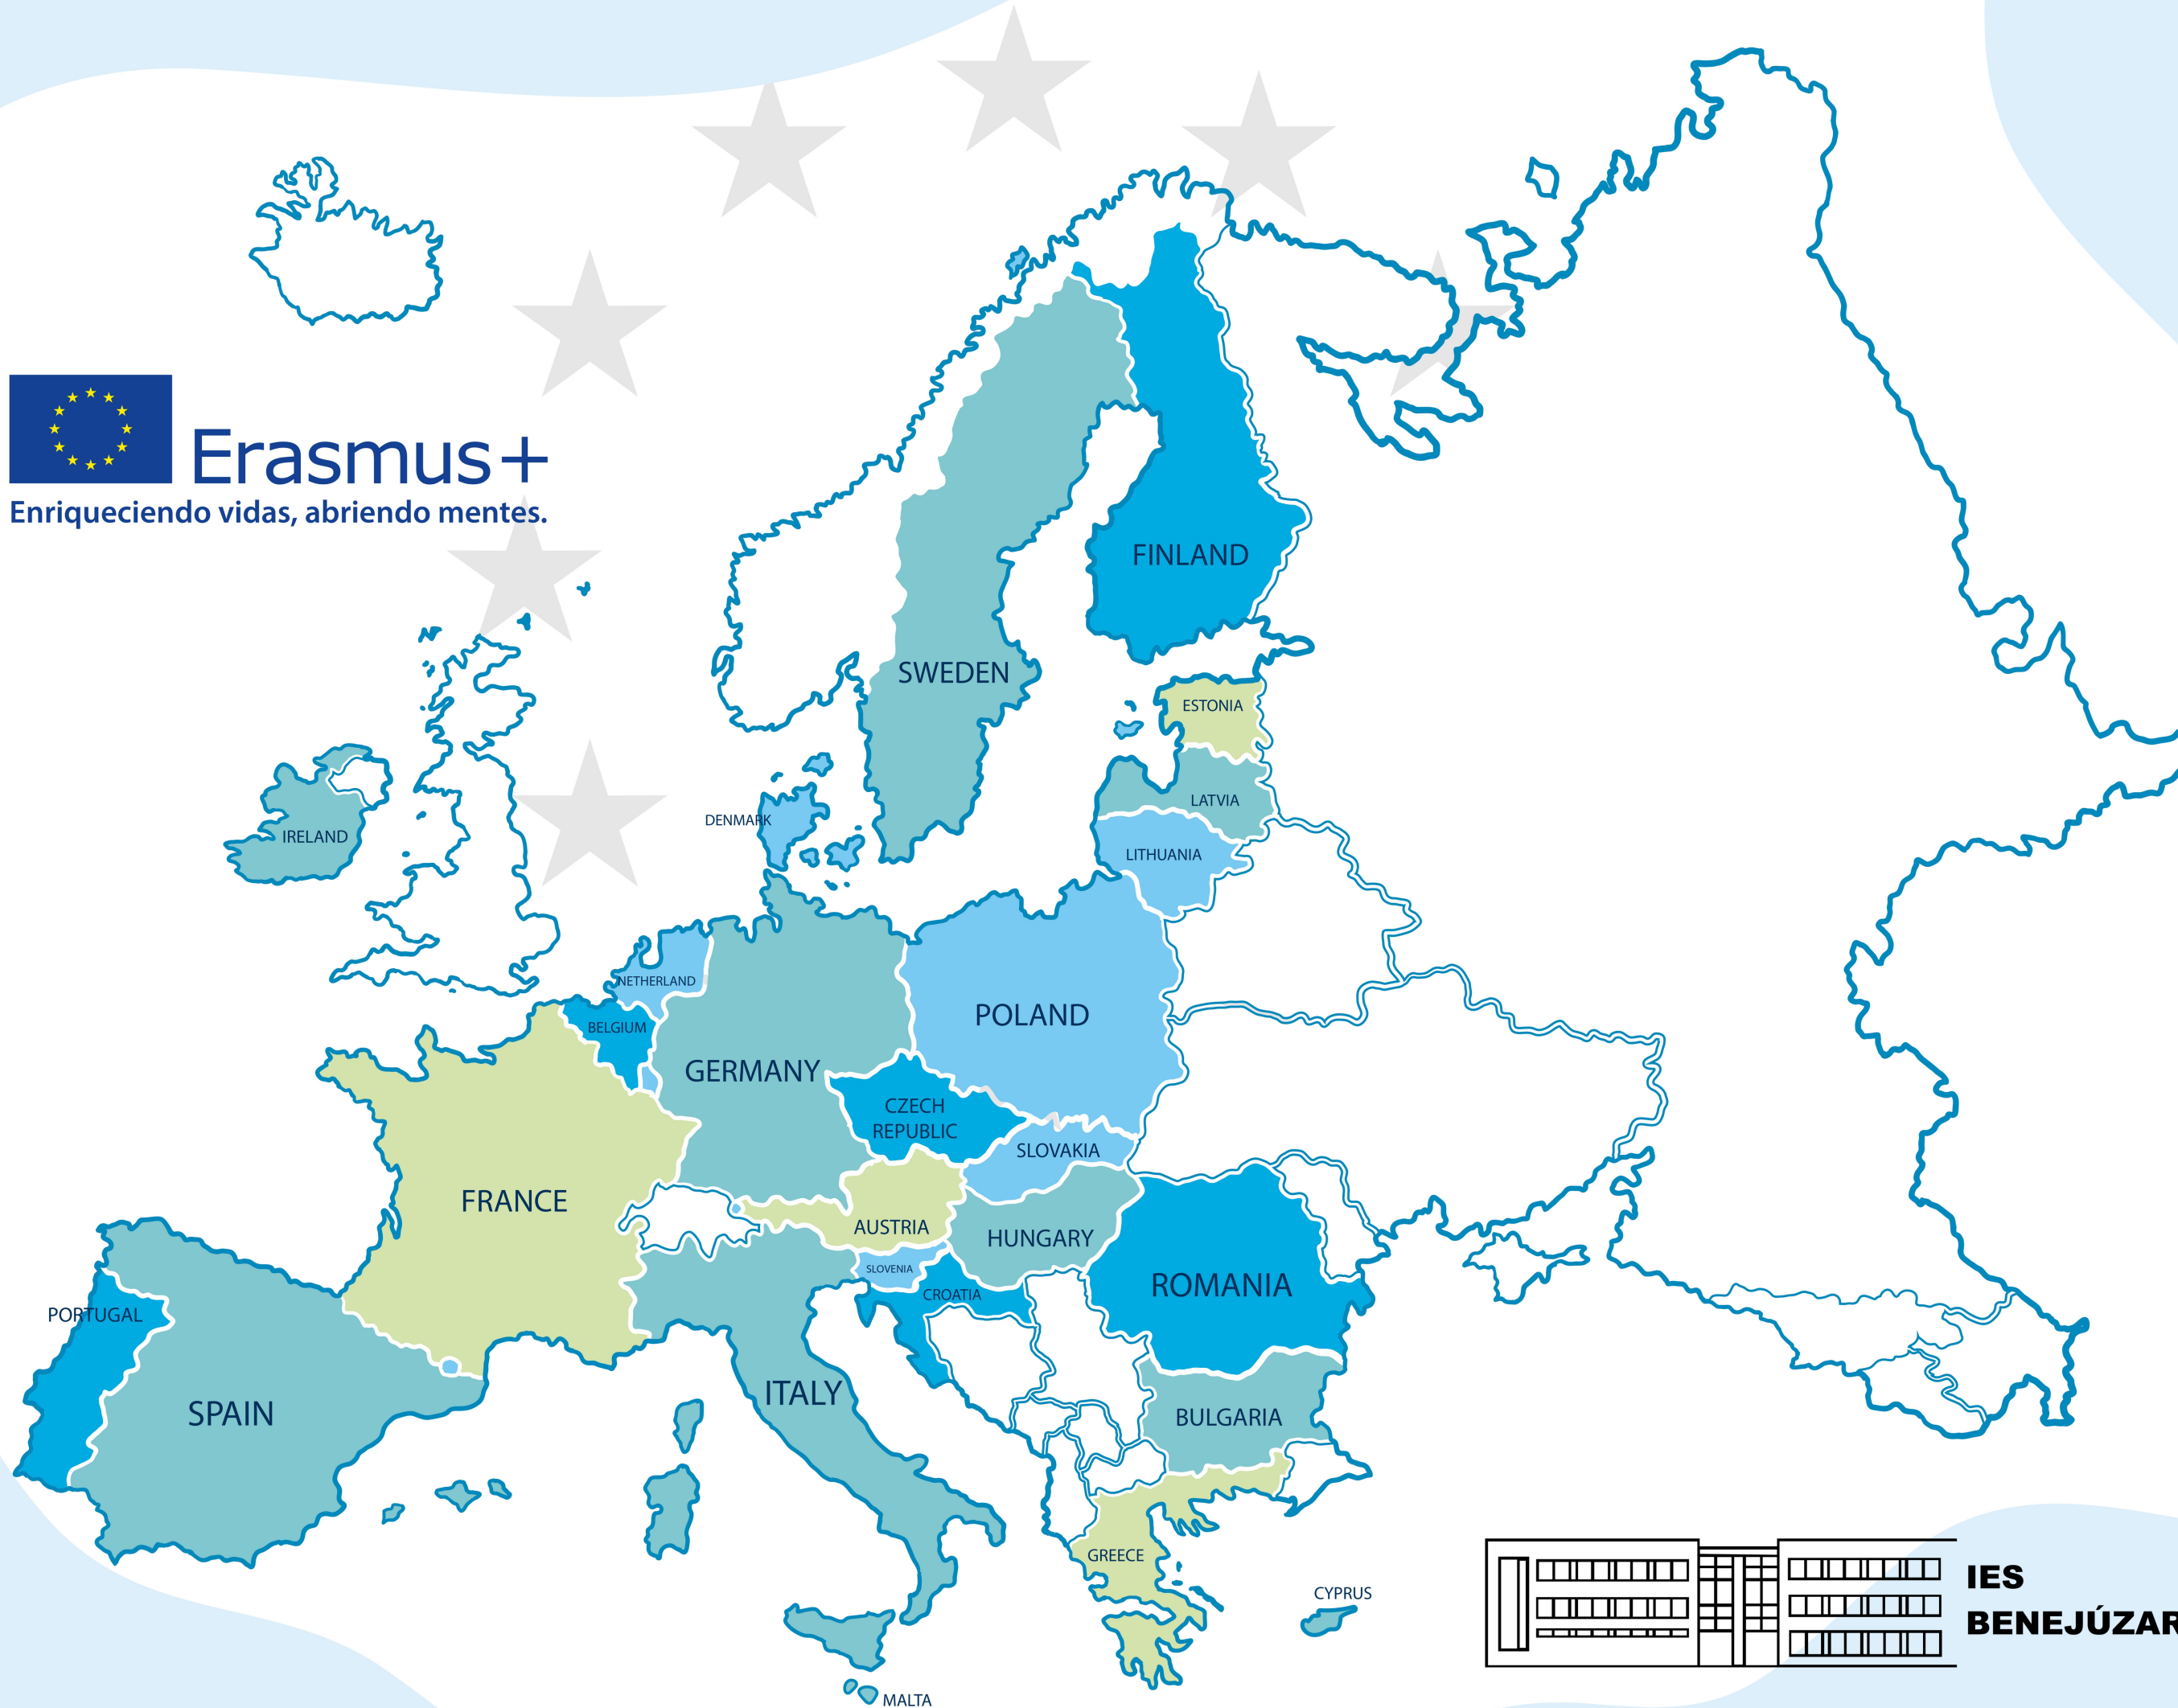 Erasmus+
Enriqueciendo vidas, abriendo mentes.
FINLAND
SWEDEN
ESTONIA
LATVIA
DENMARK
IRELAND
LITHUANIA
NETHERLAND
POLAND
BELGIUM
GERMANY
CZECH
REPUBLIC
SLOVAKIA
FRANCE
AUSTRIA
HUNGARY
SLOVENIA
ROMANIA
CROATIA
PORTUGAL
ITALY
SPAIN
BULGARIA
GREECE
CYPRUS
MALTA
IES
BENEJÚZAR